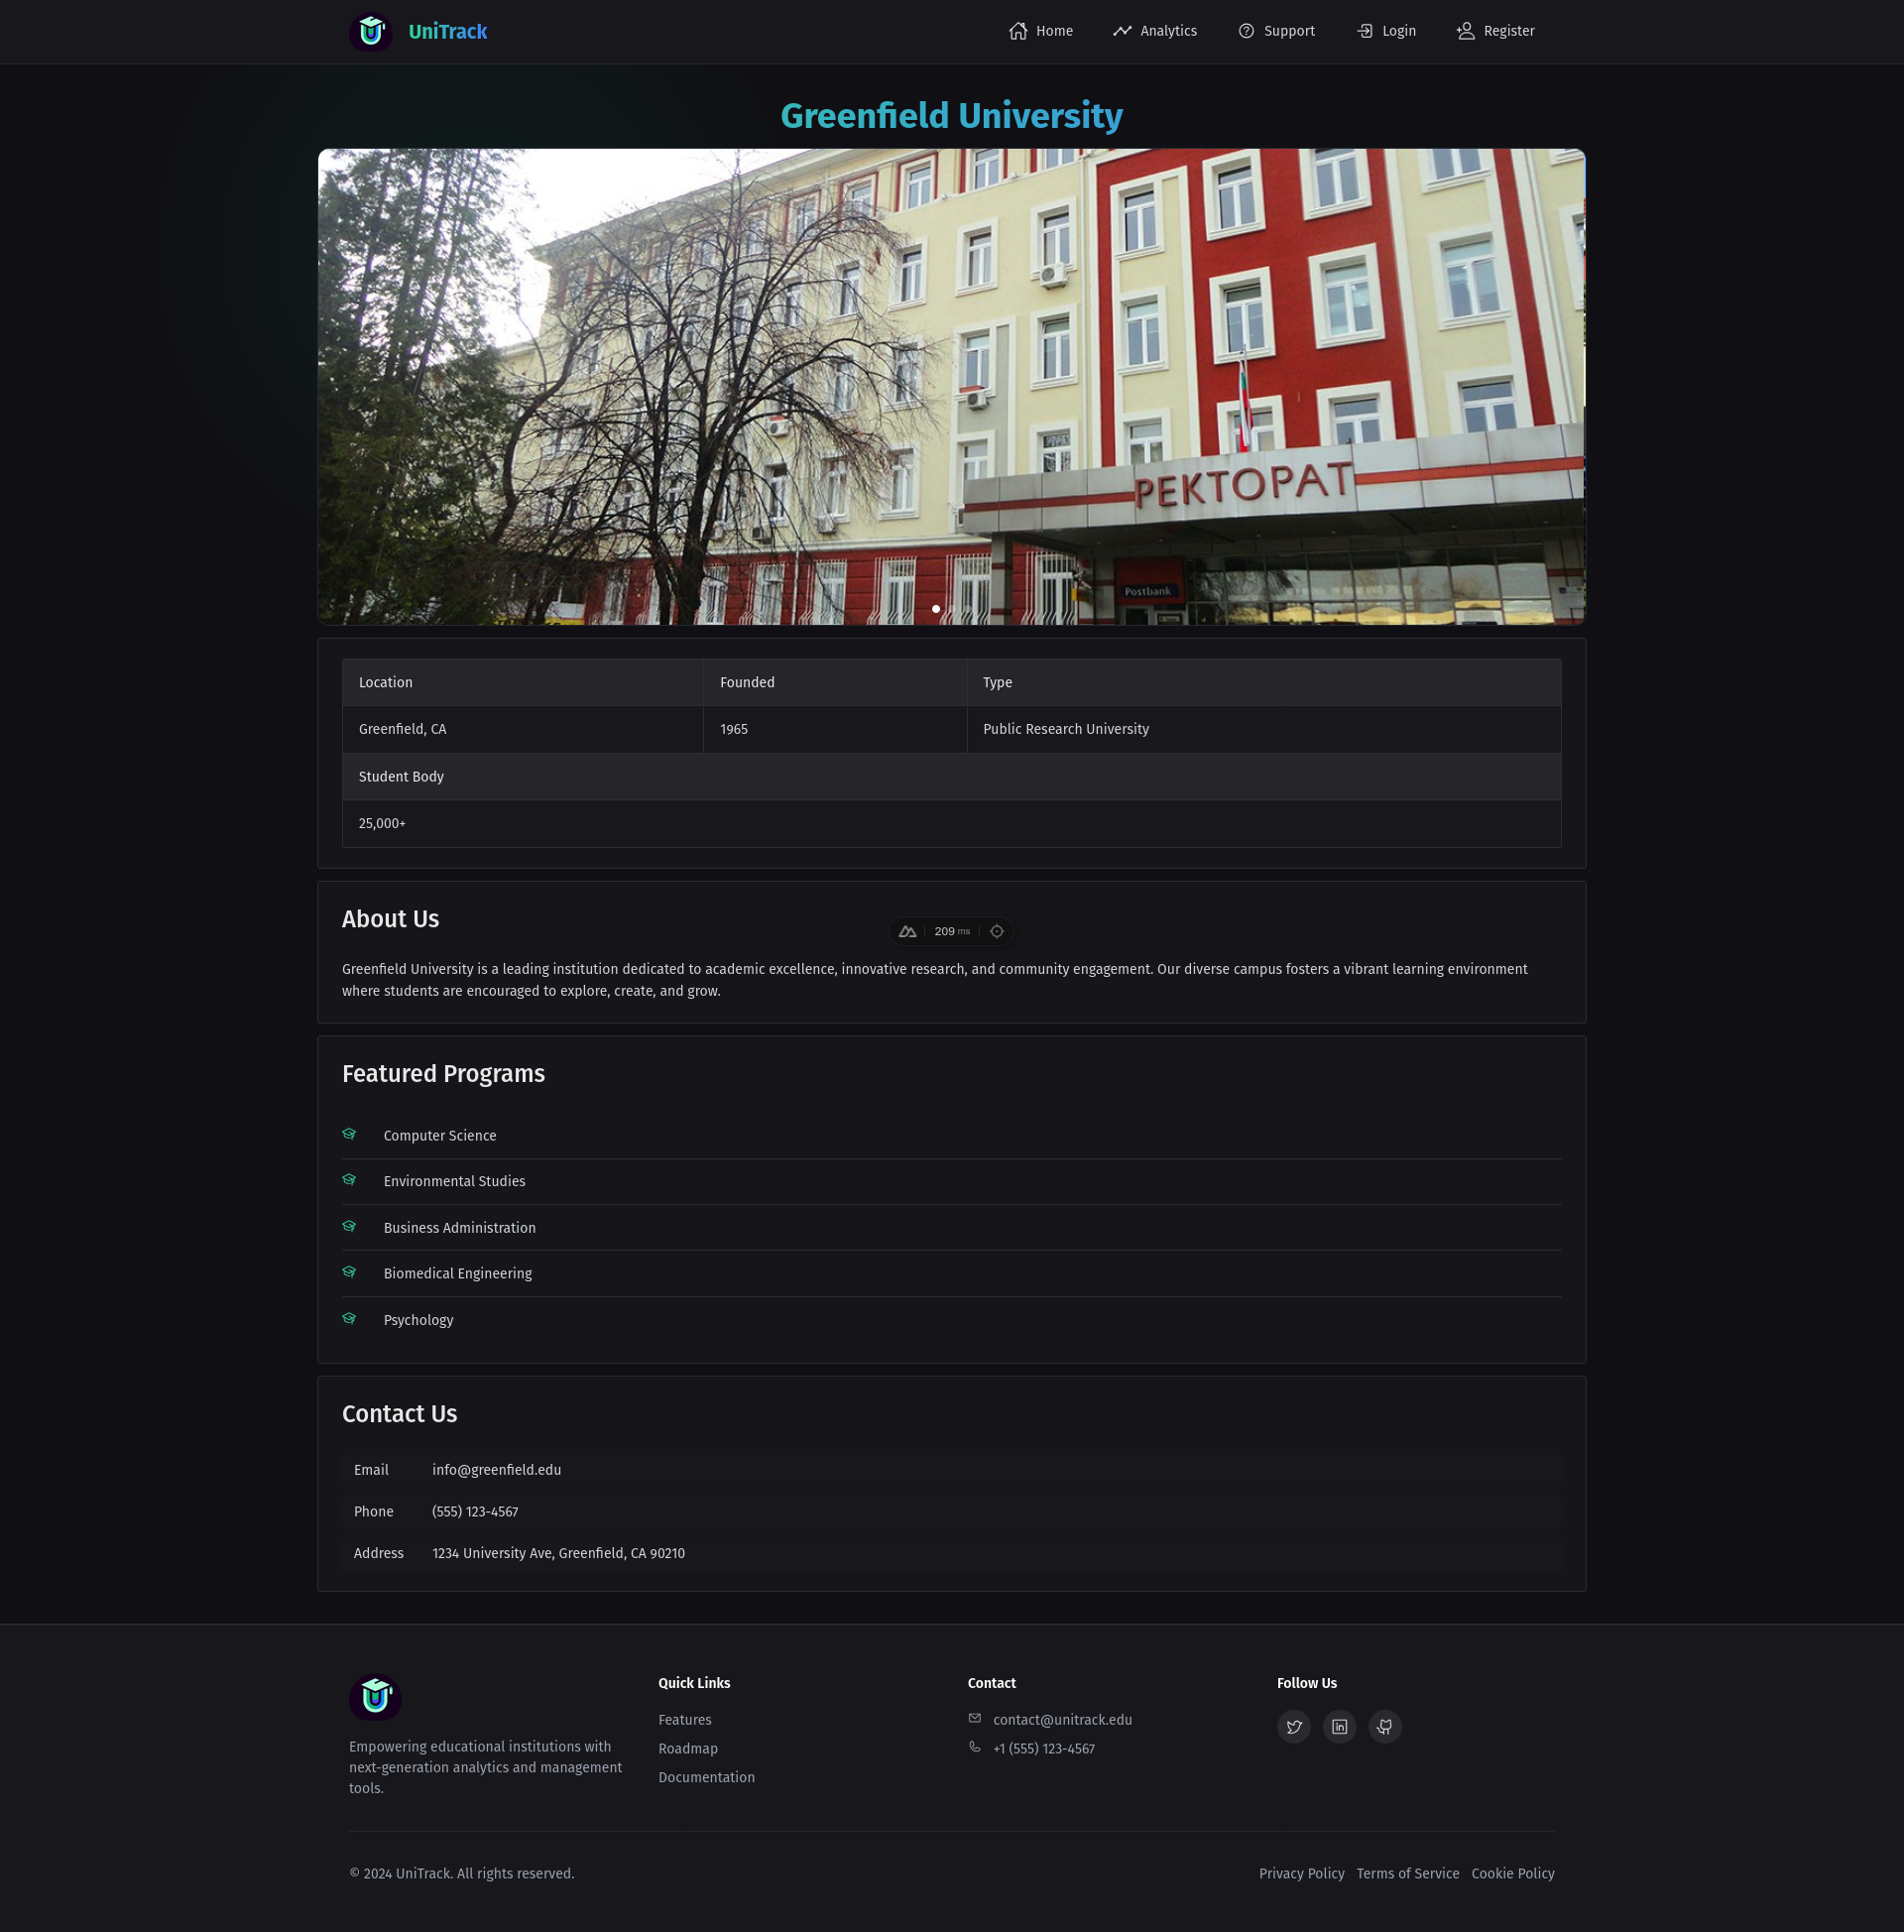 UniTrack
Home
Analytics
Support
Login
Register
Greenfield University
РЕКТОРАТ
Postbank
Location
Founded
Type
Greenfield, CA
1965
Public Research University
Student Body
25,000+
About Us
209 ms
Greenfield University is a leading institution dedicated to academic excellence, innovative research, and community engagement. Our diverse campus fosters a vibrant learning environment
where students are encouraged to explore, create, and grow.
Featured Programs
Computer Science
Environmental Studies
Business Administration
Biomedical Engineering
Psychology
Contact Us
Email
info@greenfield.edu
Phone
(555) 123-4567
Address
1234 University Ave, Greenfield, CA 90210
Empowering educational institutions with
next-generation analytics and management
tools.
Quick Links
Features
Roadmap
Documentation
Contact
contact@unitrack.edu
+1 (555) 123-4567
Follow Us
© 2024 UniTrack. All rights reserved.
Privacy Policy
Terms of Service
Cookie Policy